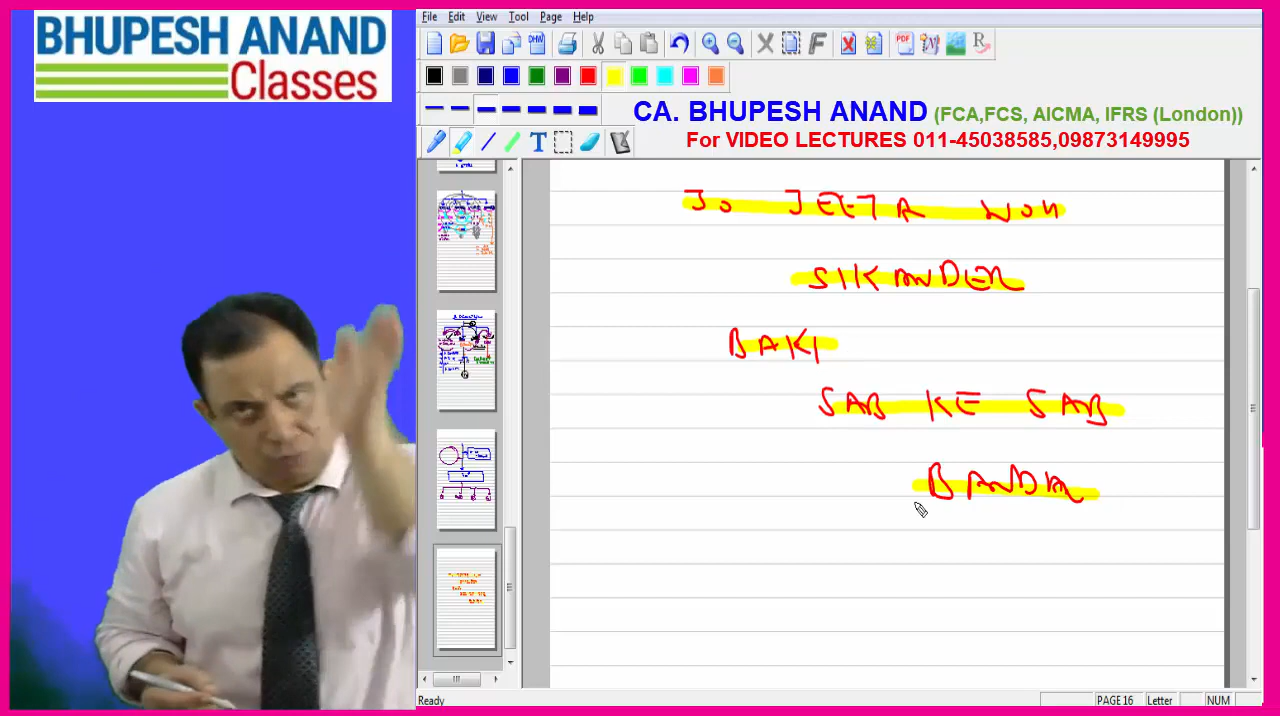 BHUPESH ANAND
Classes
File Edit View Tool Page Help
CA. BHUPESH ANAND (FCA,FCS, AICMA, IFRS (London))
For VIDEO LECTURES 011-45038585,09873149995
JO JEETA WOH
SIKANDER
BAKI
SAB KE SAB
BANDAR
Ready PAGE 16 Letter NUM